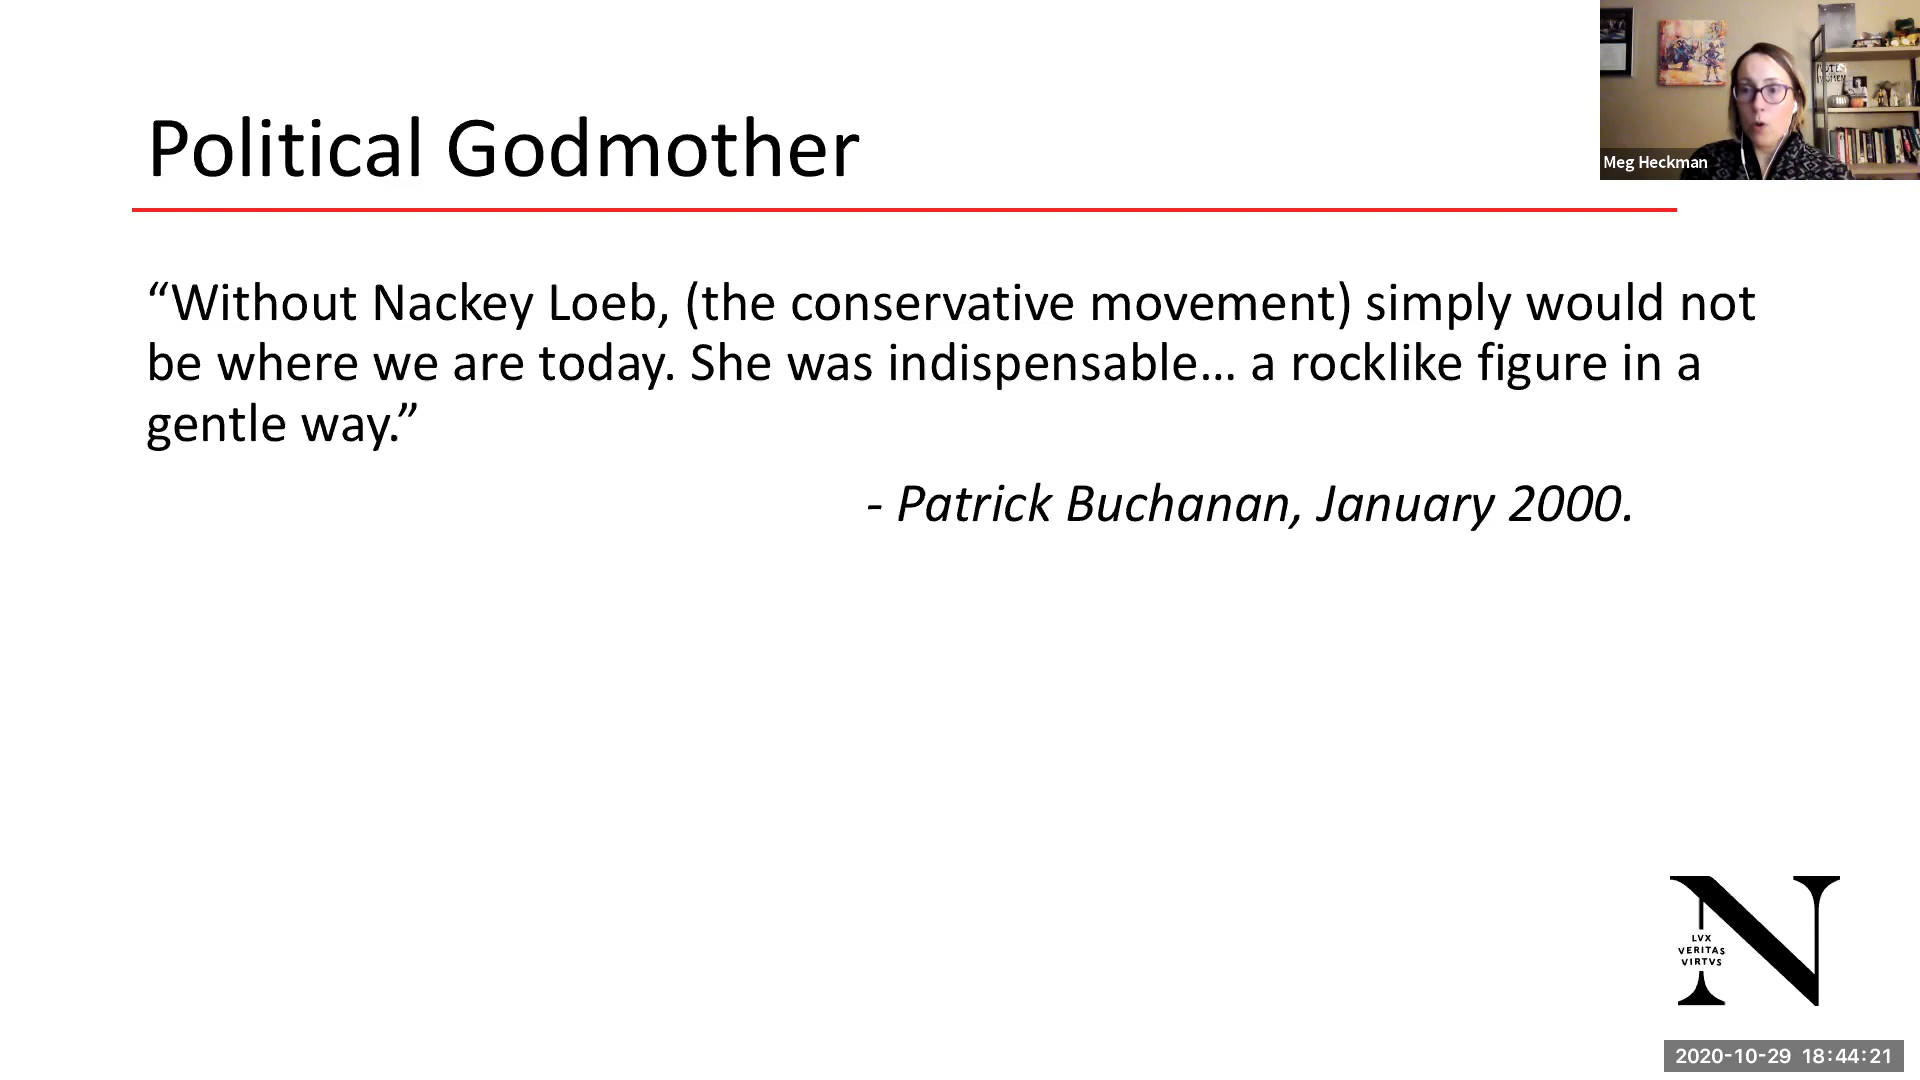 Political Godmother
Meg Heckman
“Without Nackey Loeb, (the conservative movement) simply would not
be where we are today. She was indispensable… a rocklike figure in a
gentle way.”
- Patrick Buchanan, January 2000.
N
LVX
VERITAS
VIRTVS
2020-10-29 18:44:21